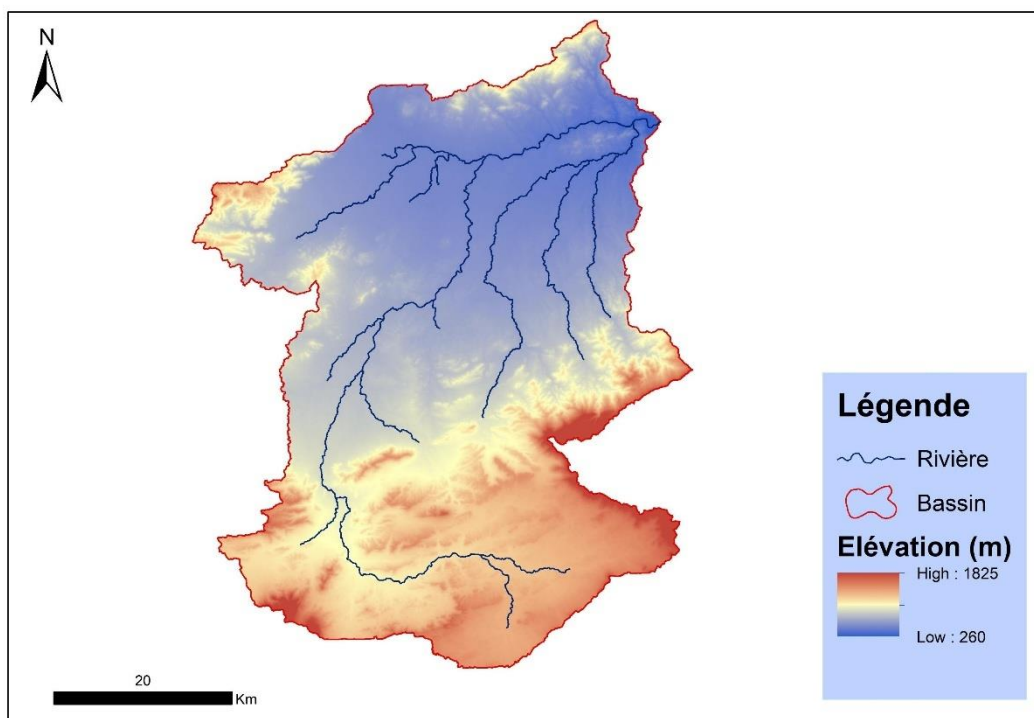 N
Légende
Rivière
Bassin
Elévation (m)
High : 1825
Low : 260
20
Km